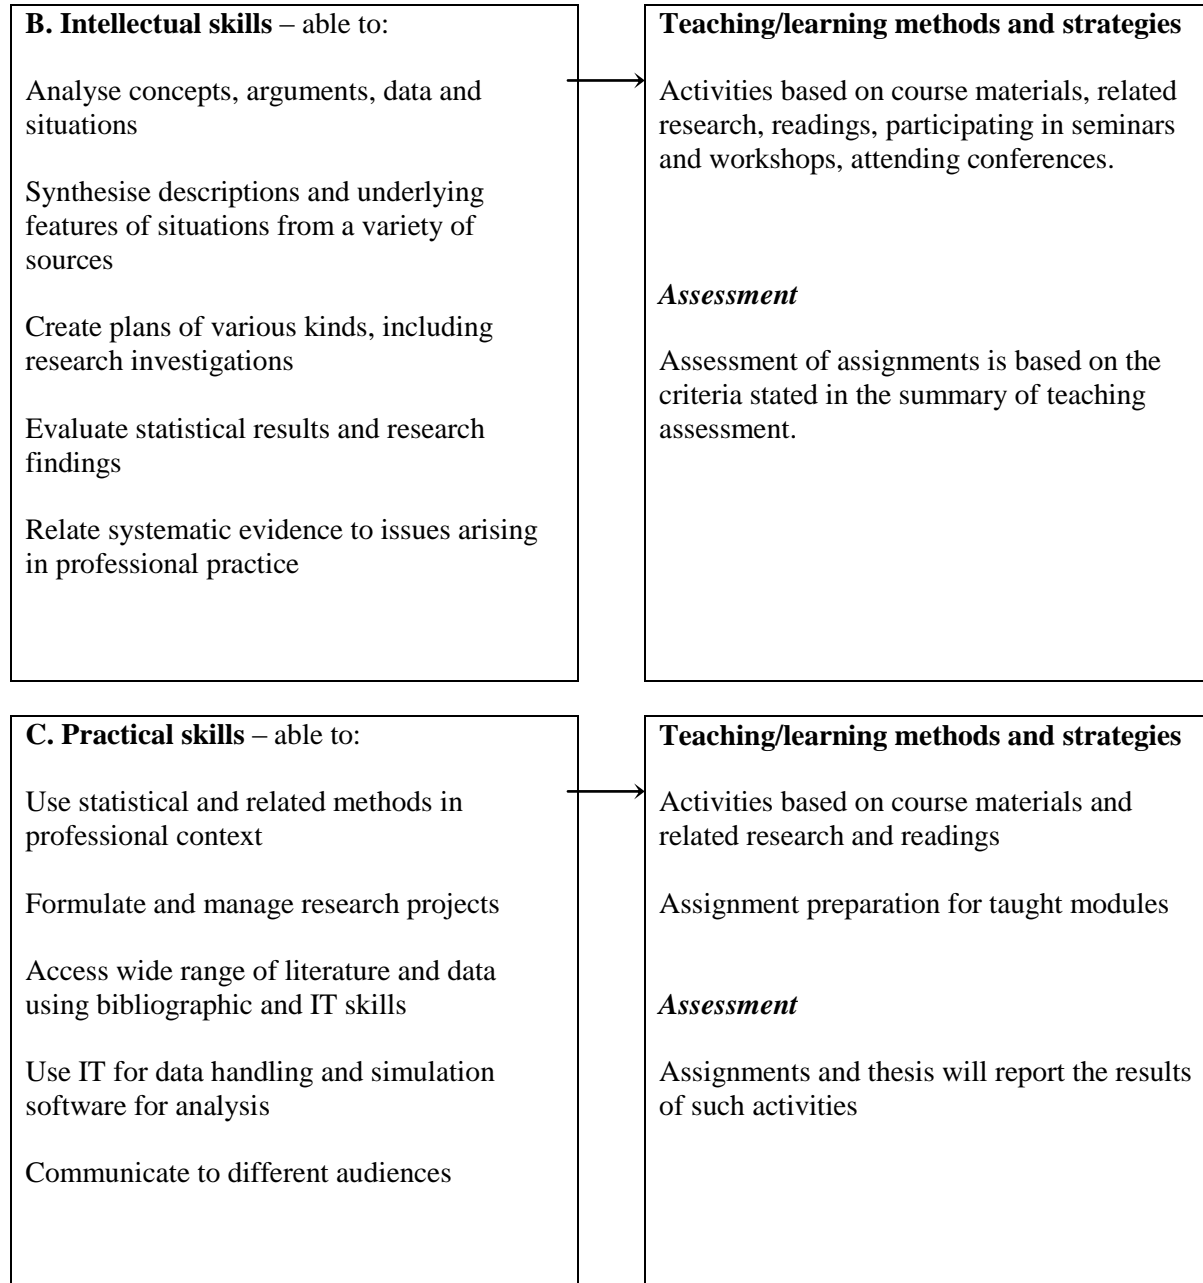 B. Intellectual skills – able to:
Analyse concepts, arguments, data and
situations
Synthesise descriptions and underlying
features of situations from a variety of
sources
Create plans of various kinds, including
research investigations
Evaluate statistical results and research
findings
Relate systematic evidence to issues arising
in professional practice
Teaching/learning methods and strategies
Activities based on course materials, related
research, readings, participating in seminars
and workshops, attending conferences.
Assessment
Assessment of assignments is based on the
criteria stated in the summary of teaching
assessment.
C. Practical skills – able to:
Use statistical and related methods in
professional context
Formulate and manage research projects
Access wide range of literature and data
using bibliographic and IT skills
Use IT for data handling and simulation
software for analysis
Communicate to different audiences
Teaching/learning methods and strategies
Activities based on course materials and
related research and readings
Assignment preparation for taught modules
Assessment
Assignments and thesis will report the results
of such activities